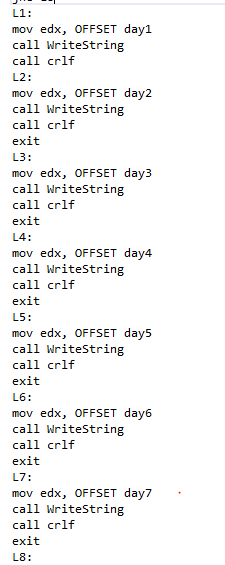 L1:
mov edx, OFFSET day1
call WriteString
call crlf
L2:
mov edx, OFFSET day2
call WriteString
call crlf
exit
L3:
mov edx, OFFSET day3
call WriteString
call crlf
exit
L4:
mov edx, OFFSET day4
call WriteString
call crlf
exit
L5:
mov edx, OFFSET day5
call WriteString
call crlf
exit
L6:
mov edx, OFFSET day6
call WriteString
call crlf
exit
L7:
mov edx, OFFSET day7
call WriteString
call crlf
exit
L8: